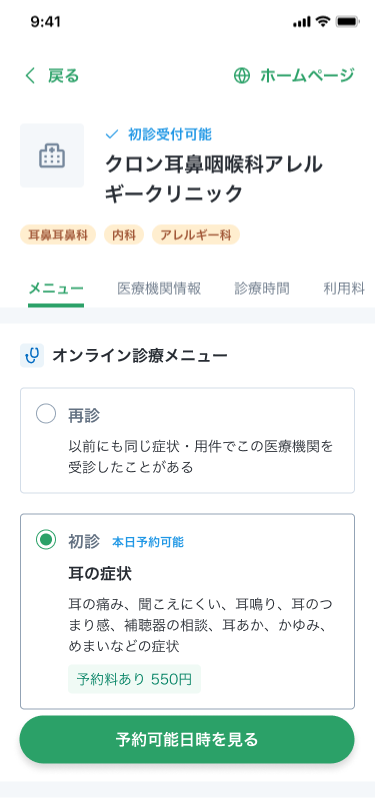 9:41
戻る
ホームページ
初診受付可能
クロン耳鼻咽喉科アレル
ギークリニック
耳鼻耳鼻科
内科
アレルギー科
メニュー
医療機関情報
診療時間
利用料
オンライン診療メニュー
再診
以前にも同じ症状・用件でこの医療機関を
受診したことがある
初診 本日予約可能
耳の症状
耳の痛み、聞こえにくい、耳鳴り、耳のつ
まり感、補聴器の相談、耳あか、かゆみ、
めまいなどの症状
予約料あり 550円
予約可能日時を見る